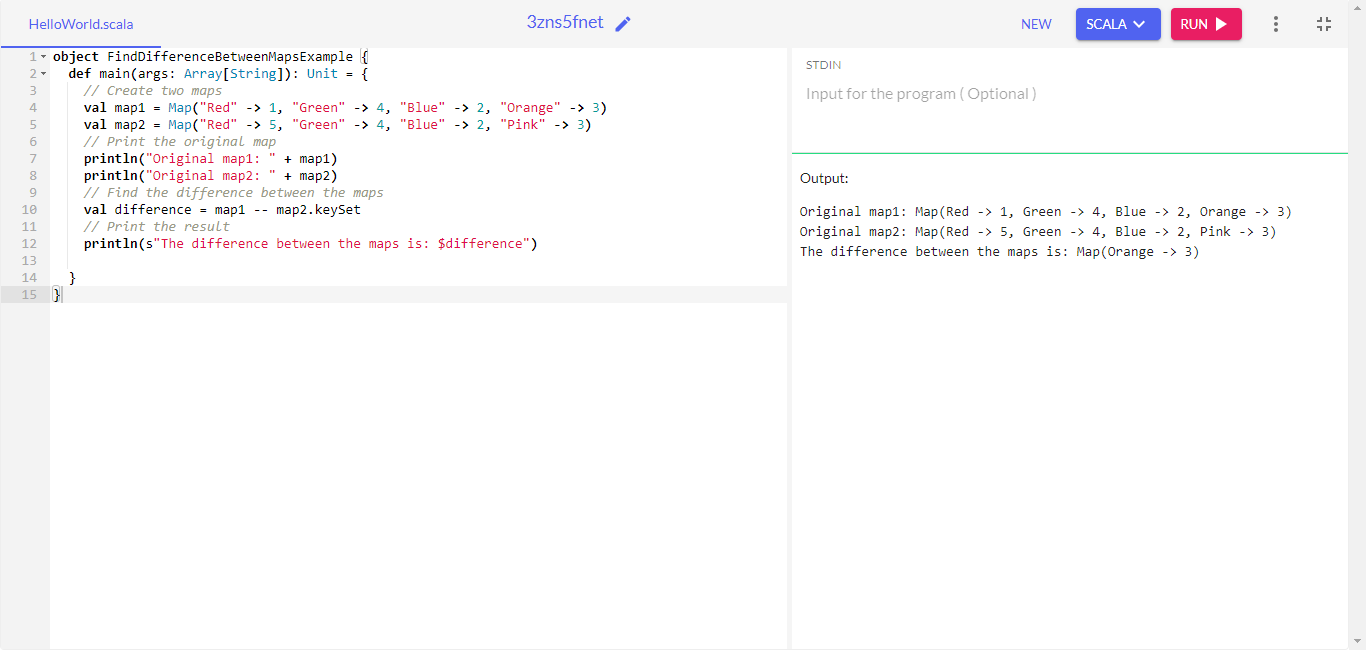 HelloWorld.scala
3zns5fnet
NEW
SCALA
RUN
1 object FindDifferenceBetweenMapsExample {
2   def main(args: Array[String]): Unit = {
3     // Create two maps
4     val map1 = Map("Red" -> 1, "Green" -> 4, "Blue" -> 2, "Orange" -> 3)
5     val map2 = Map("Red" -> 5, "Green" -> 4, "Blue" -> 2, "Pink" -> 3)
6     // Print the original map
7     println("Original map1: " + map1)
8     println("Original map2: " + map2)
9     // Find the difference between the maps
10     val difference = map1 -- map2.keySet
11     // Print the result
12     println(s"The difference between the maps is: $difference")
13
14   }
15 }
STDIN
Input for the program ( Optional )
Output:
Original map1: Map(Red -> 1, Green -> 4, Blue -> 2, Orange -> 3)
Original map2: Map(Red -> 5, Green -> 4, Blue -> 2, Pink -> 3)
The difference between the maps is: Map(Orange -> 3)